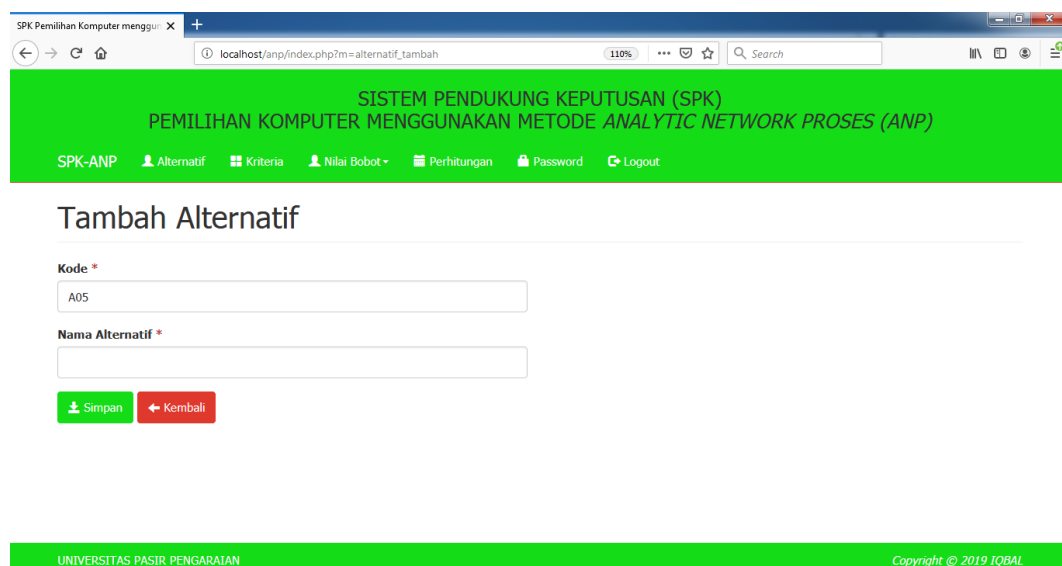 SPK Pemilihan Komputer menggun
localhost/anp/index.php?m=alternatif_tambah
110%
Search
SISTEM PENDUKUNG KEPUTUSAN (SPK)
PEMILIHAN KOMPUTER MENGGUNAKAN METODE ANALYTIC NETWORK PROSES (ANP)
SPK-ANP Alternatif Kriteria Nilai Bobot Perhitungan Password Logout
Tambah Alternatif
Kode *
A05
Nama Alternatif *
Simpan Kembali
UNIVERSITAS PASIR PENGARAIAN Copyright © 2019 IQBAL